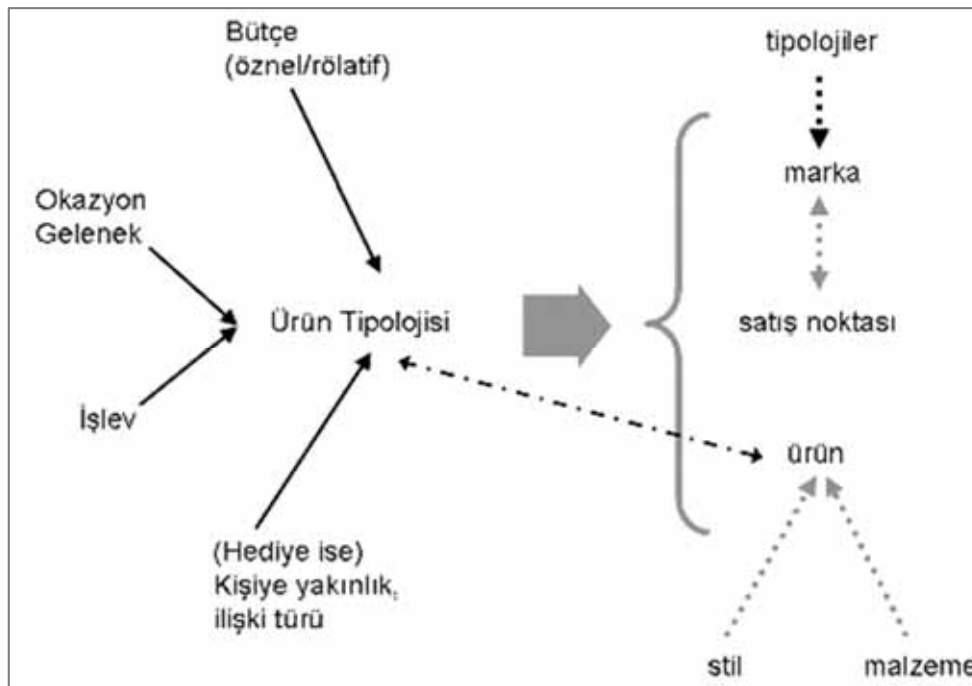 Bütçe
(öznel/rölatif)
tipolojiler
marka
Okazyon
Gelenek
Ürün Tipolojisi
satış noktası
İşlev
ürün
(Hediye ise)
Kişiye yakınlık,
ilişki türü
stil
malzeme